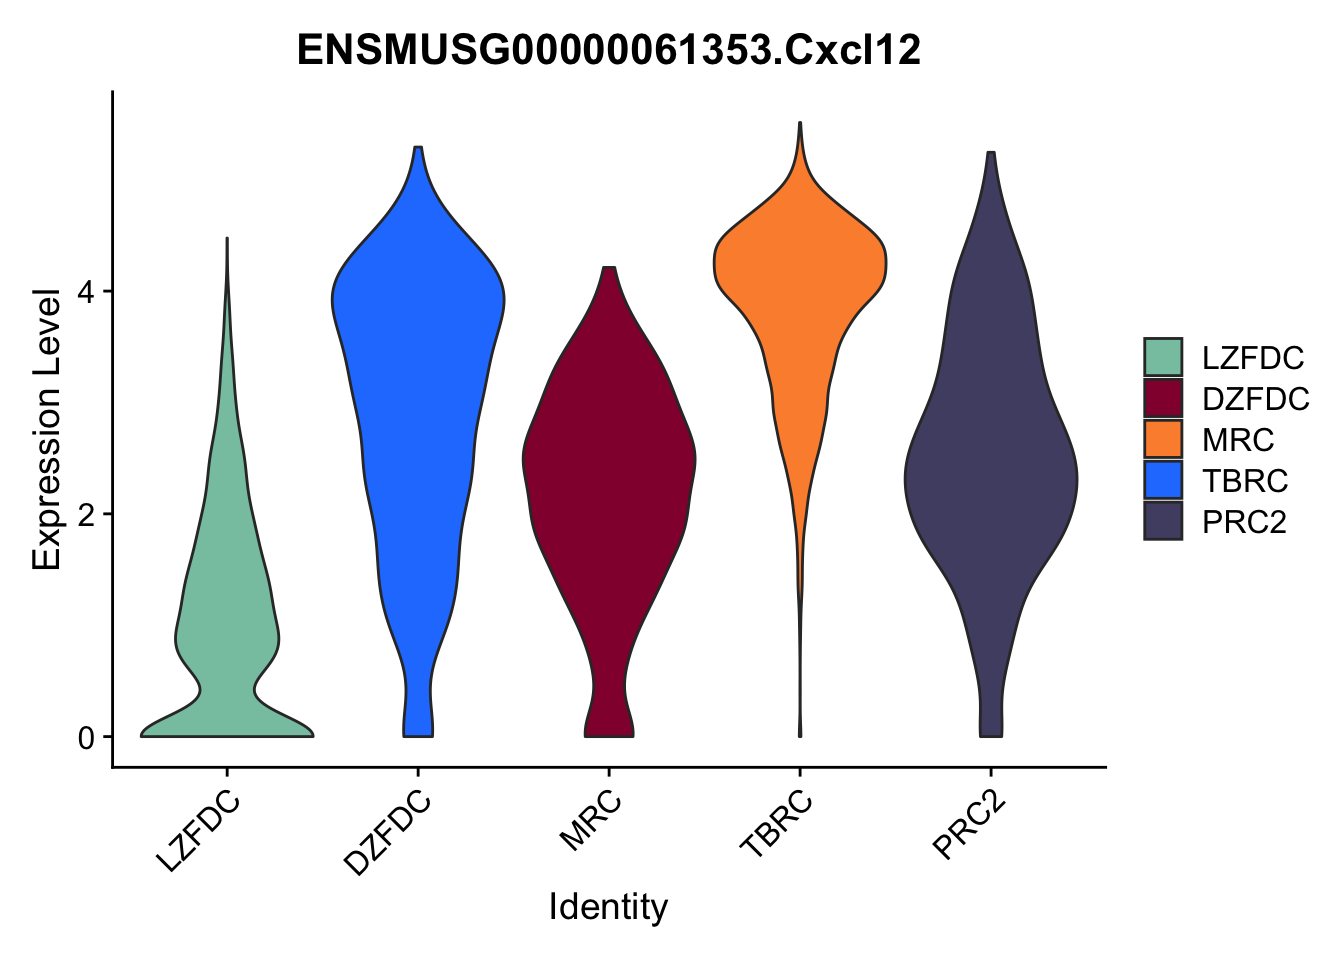 ENSMUSG00000061353.Cxcl12
Expression Level
4
2
0
LZFDC
DZFDC
MRC
TBRC
PRC2
Identity
LZFDC
DZFDC
MRC
TBRC
PRC2